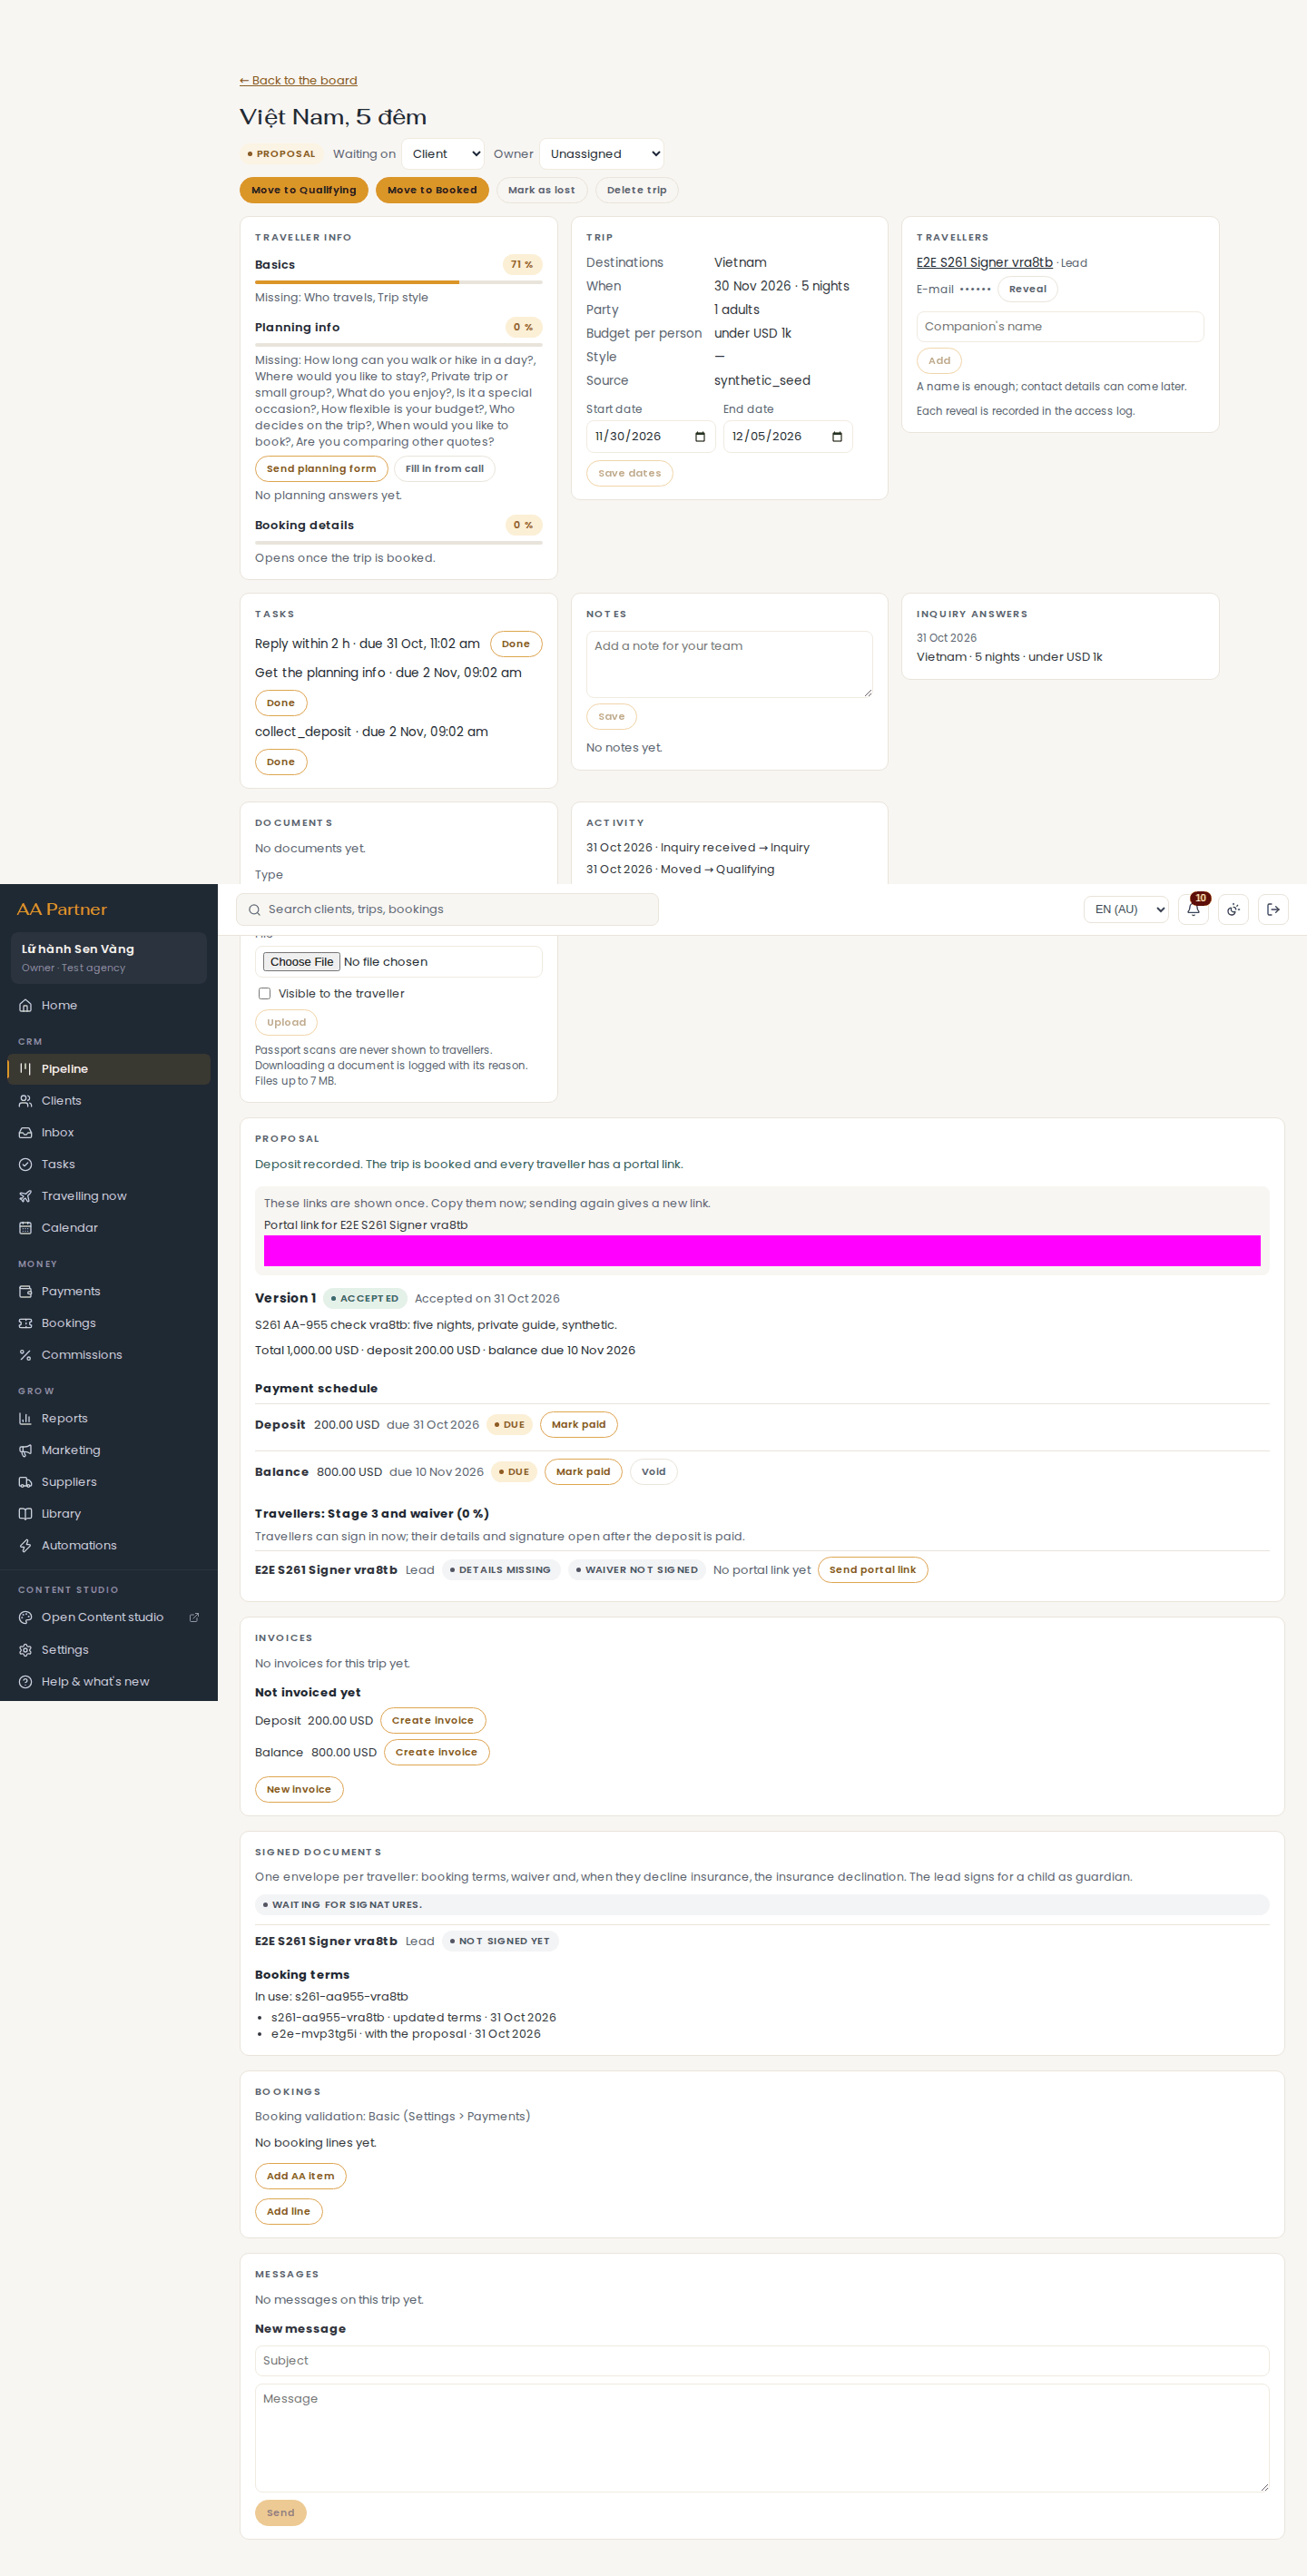 ← Back to the board
Việt Nam, 5 đêm
PROPOSAL Waiting on Client Owner Unassigned
Move to Qualifying Move to Booked Mark as lost Delete trip
TRAVELLER INFO
Basics 71 %
Missing: Who travels, Trip style
Planning info 0 %
Missing: How long can you walk or hike in a day?,
Where would you like to stay?, Private trip or
small group?, What do you enjoy?, Is it a special
occasion?, How flexible is your budget?, Who
decides on the trip?, When would you like to
book?, Are you comparing other quotes?
Send planning form Fill in from call
No planning answers yet.
Booking details 0 %
Opens once the trip is booked.
TRIP
Destinations Vietnam
When 30 Nov 2026 · 5 nights
Party 1 adults
Budget per person under USD 1k
Style —
Source synthetic_seed
Start date End date
11/30/2026 12/05/2026
Save dates
TRAVELLERS
E2E S261 Signer vra8tb · Lead
E-mail •••••• Reveal
Companion's name
Add
A name is enough; contact details can come later.
Each reveal is recorded in the access log.
TASKS
Reply within 2 h · due 31 Oct, 11:02 am Done
Get the planning info · due 2 Nov, 09:02 am
Done
collect_deposit · due 2 Nov, 09:02 am
Done
NOTES
Add a note for your team
Save
No notes yet.
INQUIRY ANSWERS
31 Oct 2026
Vietnam · 5 nights · under USD 1k
DOCUMENTS
No documents yet.
Type
ACTIVITY
31 Oct 2026 · Inquiry received → Inquiry
31 Oct 2026 · Moved → Qualifying
AA Partner
Lữ hành Sen Vàng
Owner · Test agency
Home
CRM
Pipeline
Clients
Inbox
Tasks
Travelling now
Calendar
MONEY
Payments
Bookings
Commissions
GROW
Reports
Marketing
Suppliers
Library
Automations
CONTENT STUDIO
Open Content studio
Settings
Help & what's new
Search clients, trips, bookings
EN (AU) 10
Choose File No file chosen
Visible to the traveller
Upload
Passport scans are never shown to travellers.
Downloading a document is logged with its reason.
Files up to 7 MB.
PROPOSAL
Deposit recorded. The trip is booked and every traveller has a portal link.
These links are shown once. Copy them now; sending again gives a new link.
Portal link for E2E S261 Signer vra8tb
Version 1 ACCEPTED Accepted on 31 Oct 2026
S261 AA-955 check vra8tb: five nights, private guide, synthetic.
Total 1,000.00 USD · deposit 200.00 USD · balance due 10 Nov 2026
Payment schedule
Deposit 200.00 USD due 31 Oct 2026 DUE Mark paid
Balance 800.00 USD due 10 Nov 2026 DUE Mark paid Void
Travellers: Stage 3 and waiver (0 %)
Travellers can sign in now; their details and signature open after the deposit is paid.
E2E S261 Signer vra8tb Lead DETAILS MISSING WAIVER NOT SIGNED No portal link yet Send portal link
INVOICES
No invoices for this trip yet.
Not invoiced yet
Deposit 200.00 USD Create invoice
Balance 800.00 USD Create invoice
New invoice
SIGNED DOCUMENTS
One envelope per traveller: booking terms, waiver and, when they decline insurance, the insurance declination. The lead signs for a child as guardian.
WAITING FOR SIGNATURES.
E2E S261 Signer vra8tb Lead NOT SIGNED YET
Booking terms
In use: s261-aa955-vra8tb
• s261-aa955-vra8tb · updated terms · 31 Oct 2026
• e2e-mvp3tg5i · with the proposal · 31 Oct 2026
BOOKINGS
Booking validation: Basic (Settings > Payments)
No booking lines yet.
Add AA item
Add line
MESSAGES
No messages on this trip yet.
New message
Subject
Message
Send